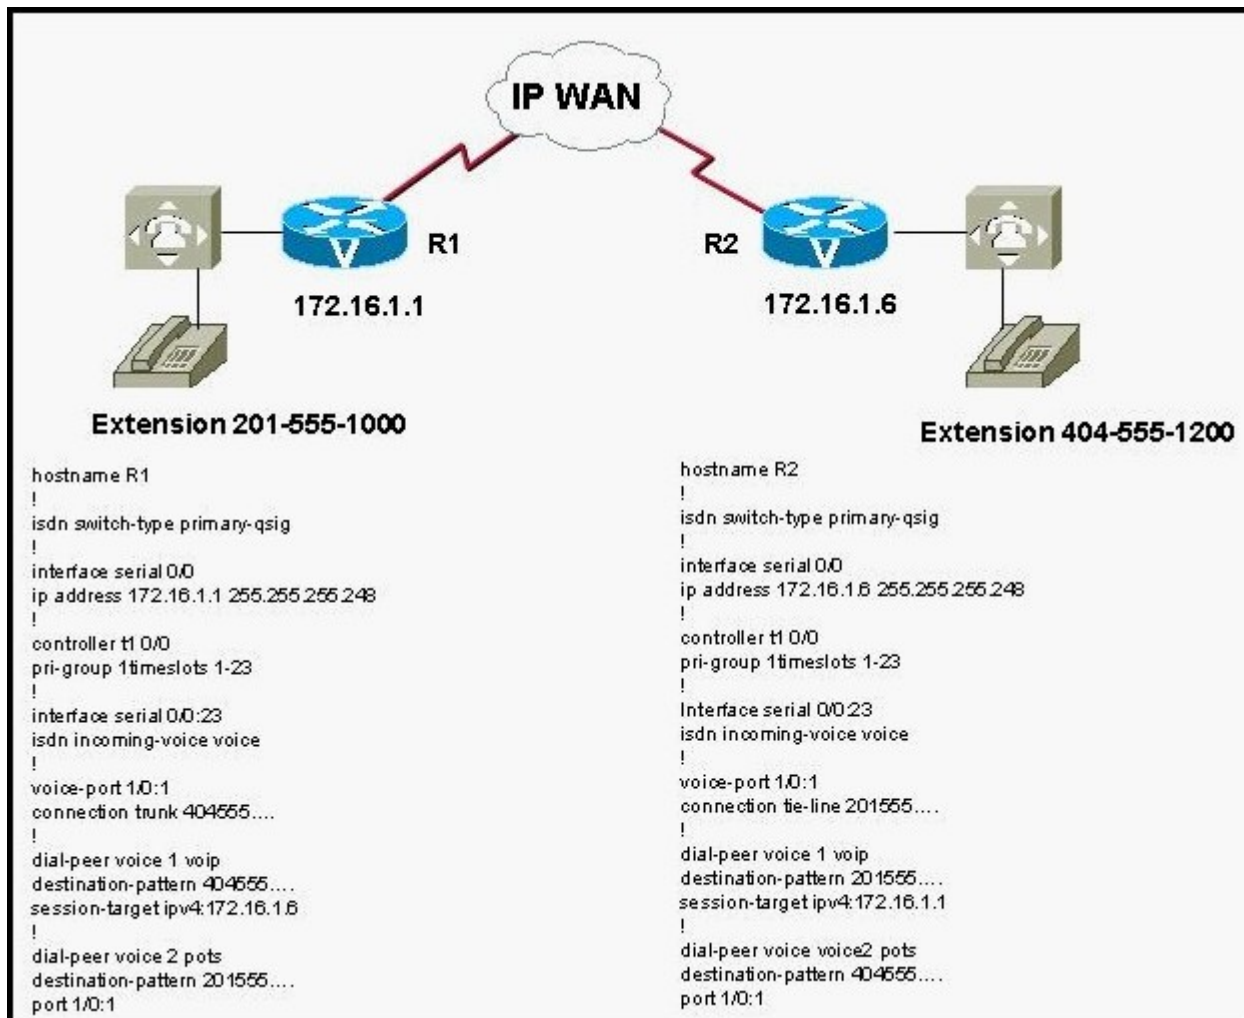 IP WAN
R1
R2
172.16.1.1
172.16.1.6
V
V
Extension 201-555-1000
Extension 404-555-1200
hostname R1
!
isdn switch-type primary-qsig
!
interface serial 0/0
ip address 172.16.1.1 255.255.255.248
!
controller t1 0/0
pri-group 1timeslots 1-23
!
interface serial 0/0:23
isdn incoming-voice voice
!
voice-port 1/0:1
connection trunk 404555....
!
dial-peer voice 1 voip
destination-pattern 404555....
session-target ipv4:172.16.1.6
!
dial-peer voice 2 pots
destination-pattern 201555....
port 1/0:1
hostname R2
!
isdn switch-type primary-qsig
!
interface serial 0/0
ip address 172.16.1.6 255.255.255.248
!
controller t1 0/0
pri-group 1timeslots 1-23
!
Interface serial 0/0:23
isdn incoming-voice voice
!
voice-port 1/0:1
connection tie-line 201555....
!
dial-peer voice 1 voip
destination-pattern 201555....
session-target ipv4:172.16.1.1
!
dial-peer voice voice2 pots
destination-pattern 404555....
port 1/0:1